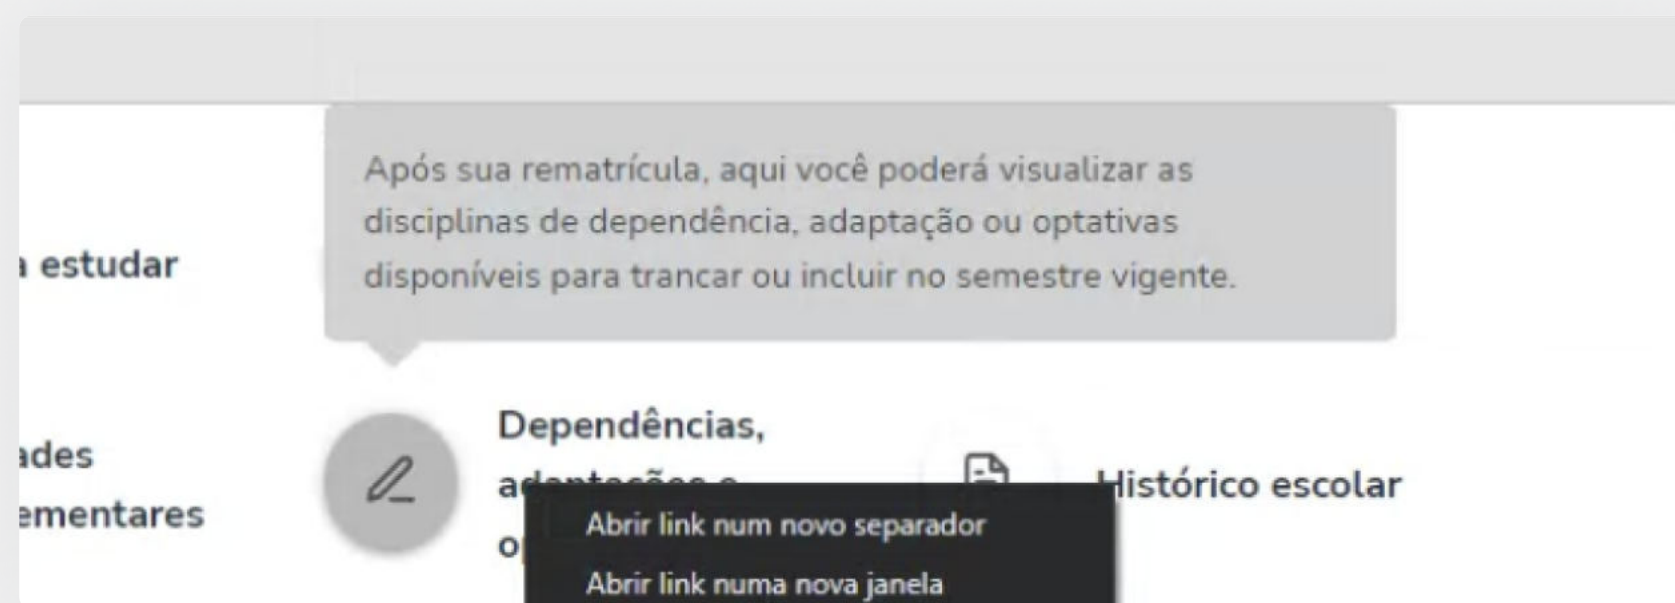 Após sua rematrícula, aqui você poderá visualizar as
disciplinas de dependência, adaptação ou optativas
disponíveis para trancar ou incluir no semestre vigente.
estudar
Dependências,
adaptações e
Histórico escolar
ades
ementares
Abrir link num novo separador
Abrir link numa nova janela